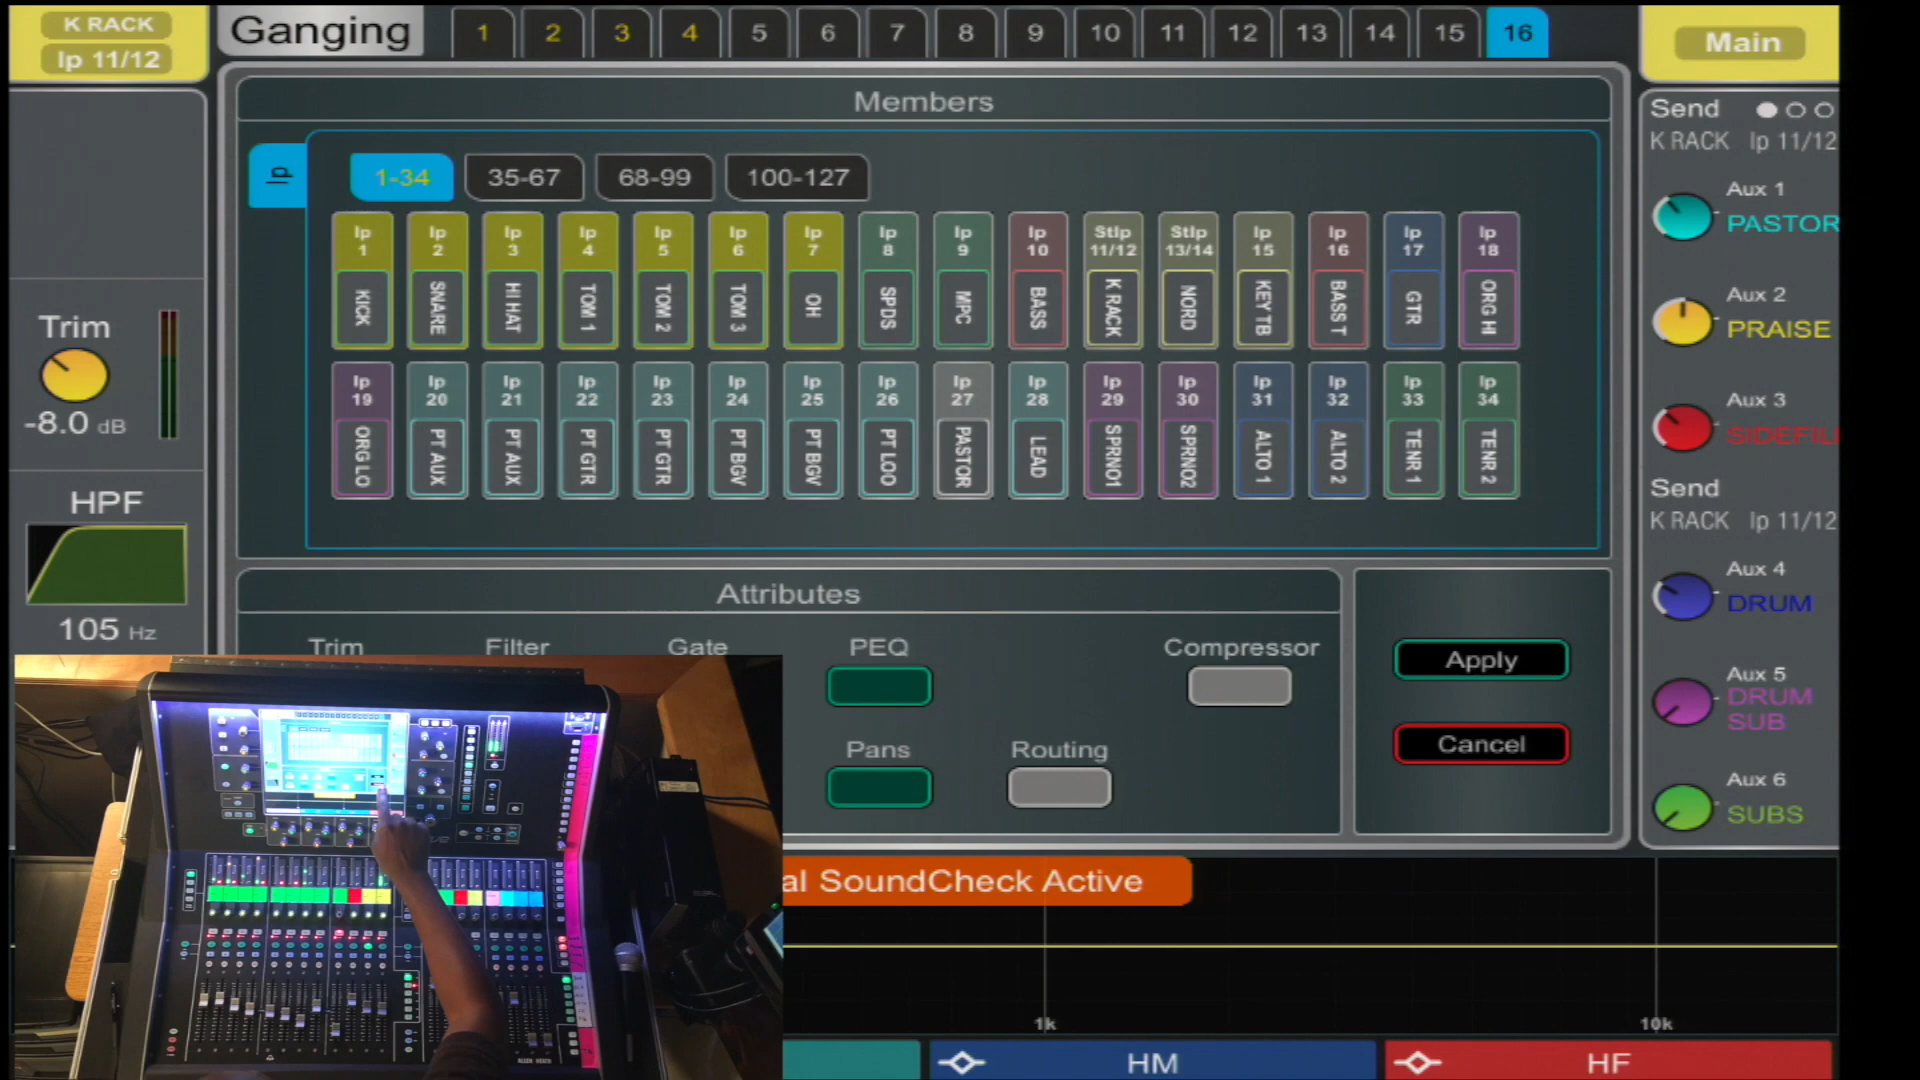 K RACK
Ip 11/12
Ganging
1 2 3 4 5 6 7 8 9 10 11 12 13 14 15 16
Main
Members
Ip
1-34 35-67 68-99 100-127
Ip 1 Ip 2 Ip 3 Ip 4 Ip 5 Ip 6 Ip 7 Ip 8 Ip 9 Ip 10 StIp 11/12 StIp 13/14 Ip 15 Ip 16 Ip 17 Ip 18
KICK SNARE HI HAT TOM 1 TOM 2 TOM 3 OH SPDS MPC BASS K RACK NORD KEY TB BASS T GTR ORG HI
Ip 19 Ip 20 Ip 21 Ip 22 Ip 23 Ip 24 Ip 25 Ip 26 Ip 27 Ip 28 Ip 29 Ip 30 Ip 31 Ip 32 Ip 33 Ip 34
ORG LO PT AUX PT AUX PT GTR PT GTR PT BGV PT BGV PT LOO PASTOR LEAD SPRNO1 SPRNO2 ALTO 1 ALTO 2 TENR 1 TENR 2
Trim
-8.0 dB
HPF
105 Hz
Attributes
Trim Filter Gate PEQ Compressor
Pans Routing
Apply
Cancel
Send
K RACK Ip 11/12
Aux 1
PASTOR
Aux 2
PRAISE
Aux 3
SIDEFILL
Send
K RACK Ip 11/12
Aux 4
DRUM
Aux 5
DRUM
SUB
Aux 6
SUBS
al SoundCheck Active
1k 10k
HM HF
ALLEN HEATH